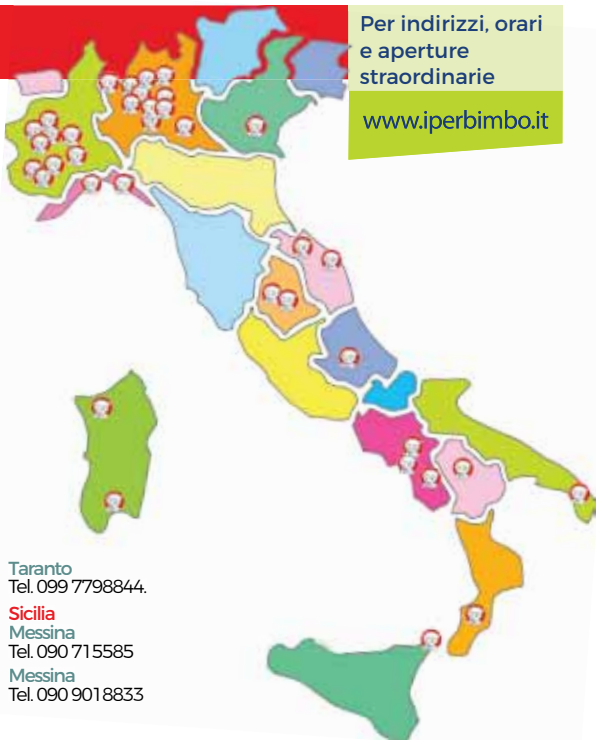 Per indirizzi, orari
e aperture
straordinarie
www.iperbimbo.it
Taranto
Tel. 099 7798844.
Sicilia
Messina
Tel. 090 715585
Messina
Tel. 090 9018833